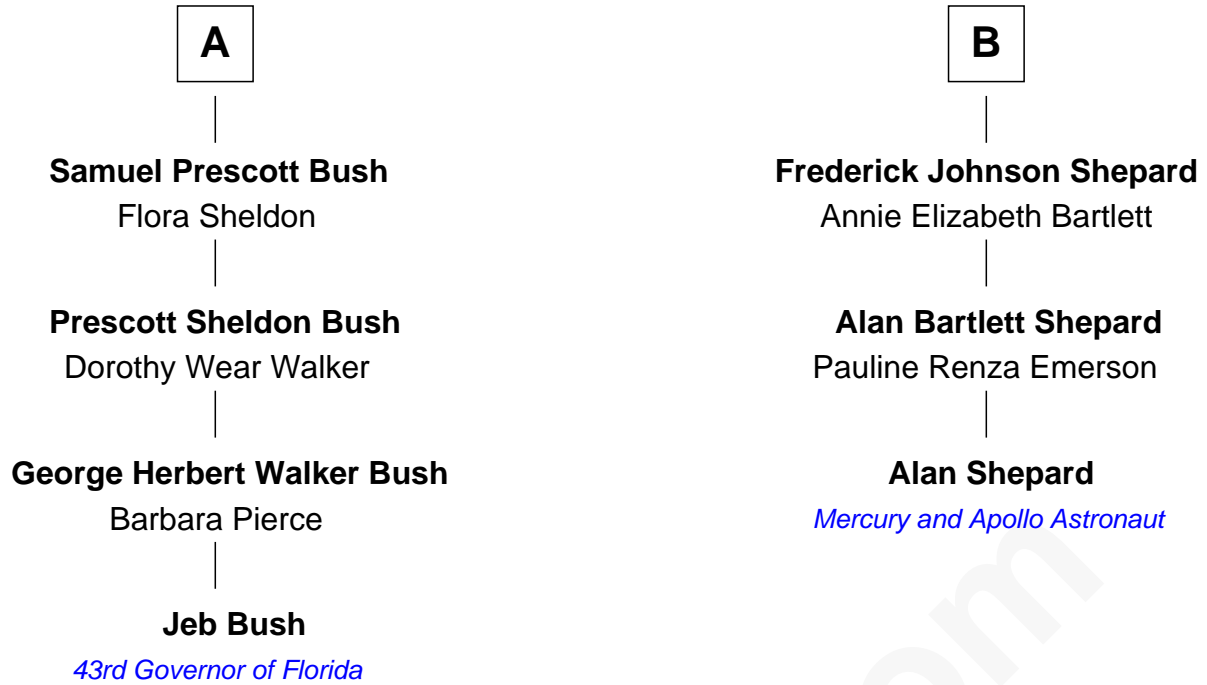 A
Samuel Prescott Bush
Flora Sheldon
Prescott Sheldon Bush
Dorothy Wear Walker
George Herbert Walker Bush
Barbara Pierce
Jeb Bush
43rd Governor of Florida
B
Frederick Johnson Shepard
Annie Elizabeth Bartlett
Alan Bartlett Shepard
Pauline Renza Emerson
Alan Shepard
Mercury and Apollo Astronaut
om